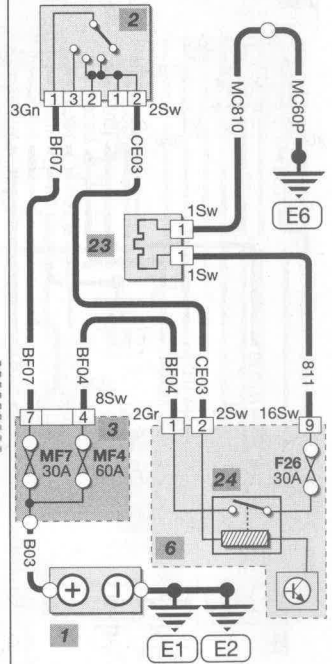 2
3Gn 1 3 2 1 2 2Sw
BF07
CE03
MC810
MC60P
E6
1Sw
1
23
1
1Sw
BF07
BF04
BF04
CE03
811
8Sw
7 4
3
MF7 30A
MF4 60A
2Gr 1 2 2Sw 16Sw 9
F26 30A
24
6
B03
+ −
1
E1 E2